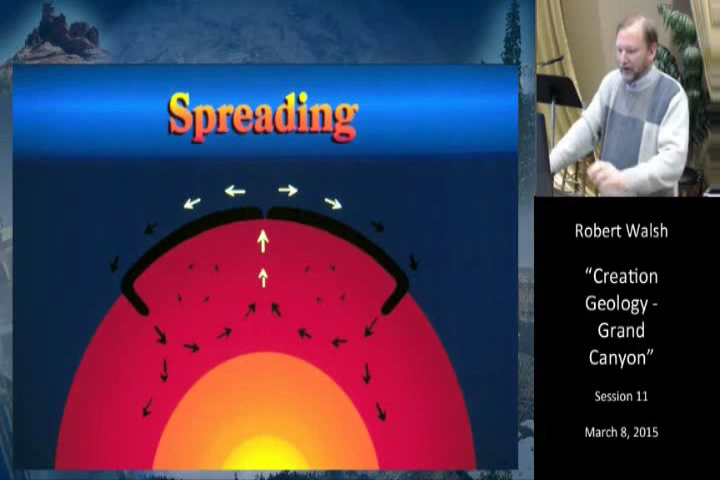 Spreading
Robert Walsh
“Creation
Geology -
Grand
Canyon”
Session 11
March 8, 2015